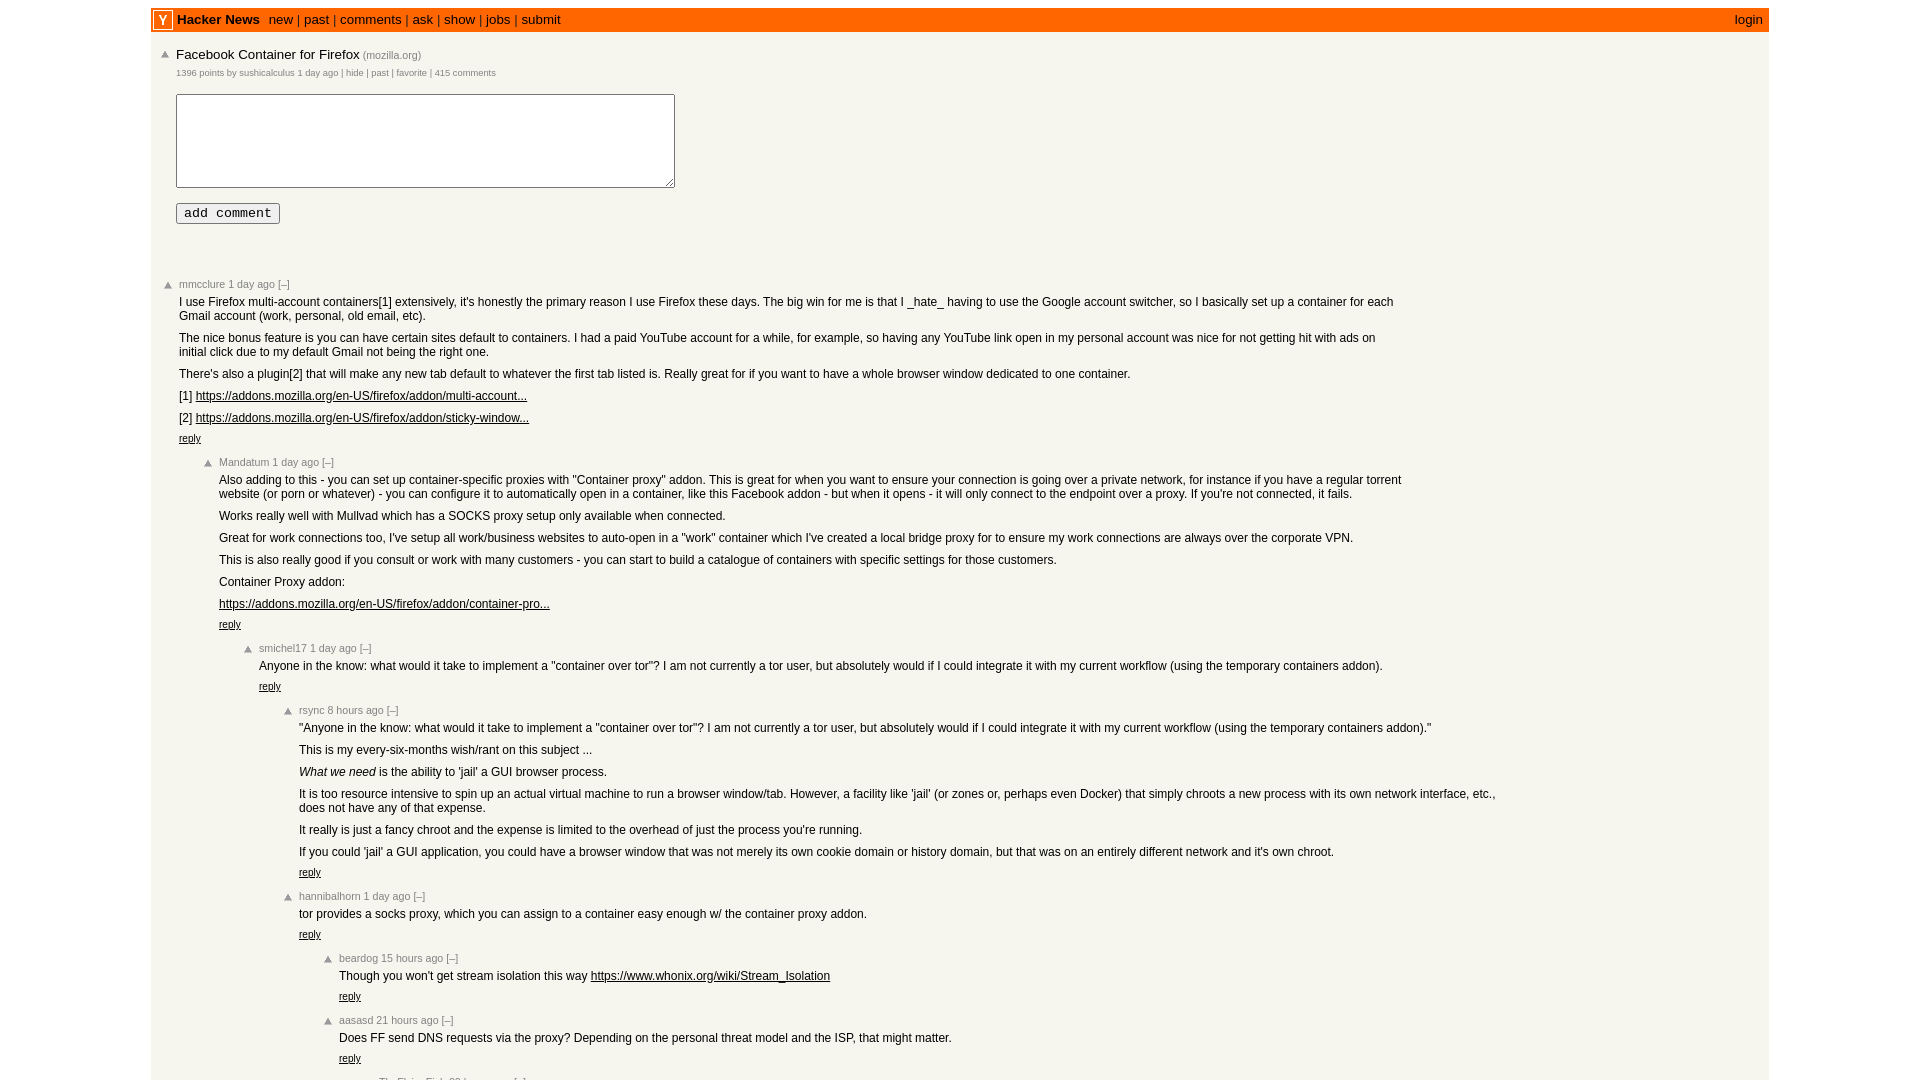 Y Hacker News new | past | comments | ask | show | jobs | submit login
Facebook Container for Firefox (mozilla.org)
1396 points by sushicalculus 1 day ago | hide | past | favorite | 415 comments
add comment
mmcclure 1 day ago [–]
I use Firefox multi-account containers[1] extensively, it's honestly the primary reason I use Firefox these days. The big win for me is that I _hate_ having to use the Google account switcher, so I basically set up a container for each
Gmail account (work, personal, old email, etc).
The nice bonus feature is you can have certain sites default to containers. I had a paid YouTube account for a while, for example, so having any YouTube link open in my personal account was nice for not getting hit with ads on
initial click due to my default Gmail not being the right one.
There's also a plugin[2] that will make any new tab default to whatever the first tab listed is. Really great for if you want to have a whole browser window dedicated to one container.
[1] https://addons.mozilla.org/en-US/firefox/addon/multi-account...
[2] https://addons.mozilla.org/en-US/firefox/addon/sticky-window...
reply
Mandatum 1 day ago [–]
Also adding to this - you can set up container-specific proxies with "Container proxy" addon. This is great for when you want to ensure your connection is going over a private network, for instance if you have a regular torrent
website (or porn or whatever) - you can configure it to automatically open in a container, like this Facebook addon - but when it opens - it will only connect to the endpoint over a proxy. If you're not connected, it fails.
Works really well with Mullvad which has a SOCKS proxy setup only available when connected.
Great for work connections too, I've setup all work/business websites to auto-open in a "work" container which I've created a local bridge proxy for to ensure my work connections are always over the corporate VPN.
This is also really good if you consult or work with many customers - you can start to build a catalogue of containers with specific settings for those customers.
Container Proxy addon:
https://addons.mozilla.org/en-US/firefox/addon/container-pro...
reply
smichel17 1 day ago [–]
Anyone in the know: what would it take to implement a "container over tor"? I am not currently a tor user, but absolutely would if I could integrate it with my current workflow (using the temporary containers addon).
reply
rsync 8 hours ago [–]
"Anyone in the know: what would it take to implement a "container over tor"? I am not currently a tor user, but absolutely would if I could integrate it with my current workflow (using the temporary containers addon)."
This is my every-six-months wish/rant on this subject ...
What we need is the ability to 'jail' a GUI browser process.
It is too resource intensive to spin up an actual virtual machine to run a browser window/tab. However, a facility like 'jail' (or zones or, perhaps even Docker) that simply chroots a new process with its own network interface, etc.,
does not have any of that expense.
It really is just a fancy chroot and the expense is limited to the overhead of just the process you're running.
If you could 'jail' a GUI application, you could have a browser window that was not merely its own cookie domain or history domain, but that was on an entirely different network and it's own chroot.
reply
hannibalhorn 1 day ago [–]
tor provides a socks proxy, which you can assign to a container easy enough w/ the container proxy addon.
reply
beardog 15 hours ago [–]
Though you won't get stream isolation this way https://www.whonix.org/wiki/Stream_Isolation
reply
aasasd 21 hours ago [–]
Does FF send DNS requests via the proxy? Depending on the personal threat model and the ISP, that might matter.
reply